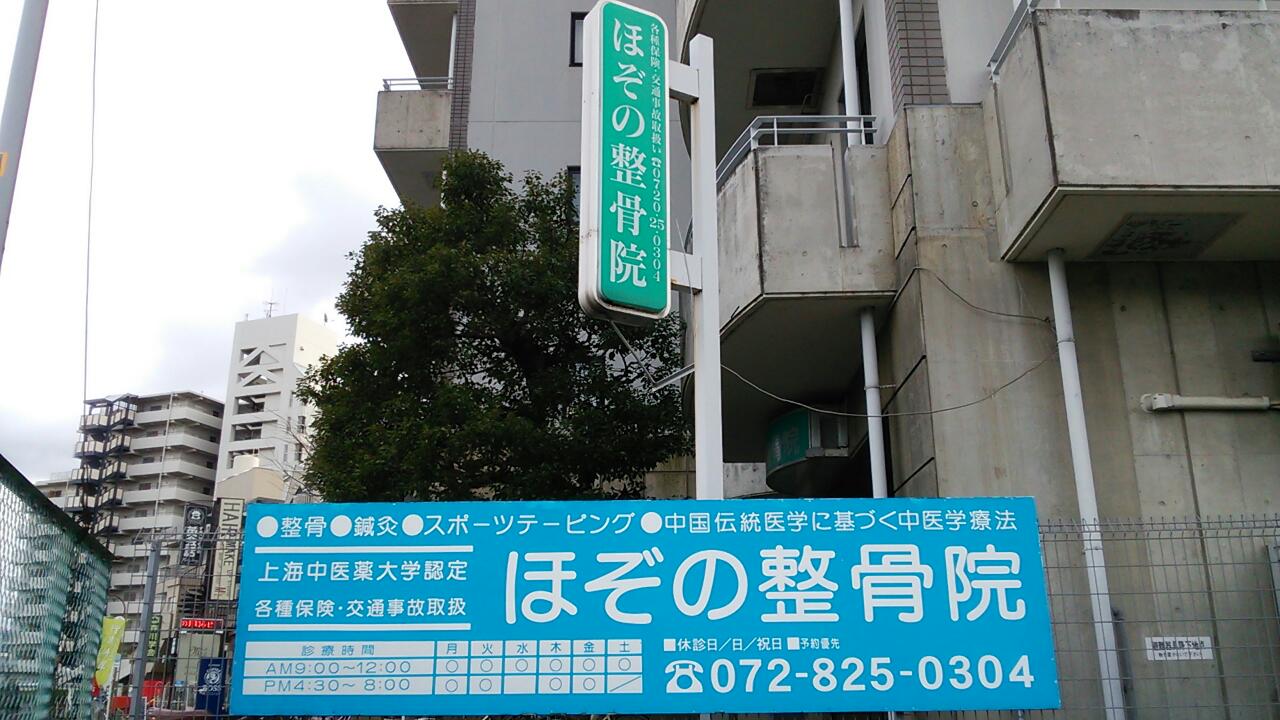 各種保険・交通事故取扱い ☎0720・25・0304
ほぞの整骨院
●整骨●鍼灸●スポーツテーピング●中国伝統医学に基づく中医学療法
上海中医薬大学認定
各種保険・交通事故取扱
ほぞの整骨院
診療時間 月 火 水 木 金 土
AM9:00〜12:00 ○ ○ ○ ○ ○ ○
PM4:30〜8:00 ○ ○ ○ ○ ／
■休診日/日/祝日 ■予約優先
☎072-825-0304